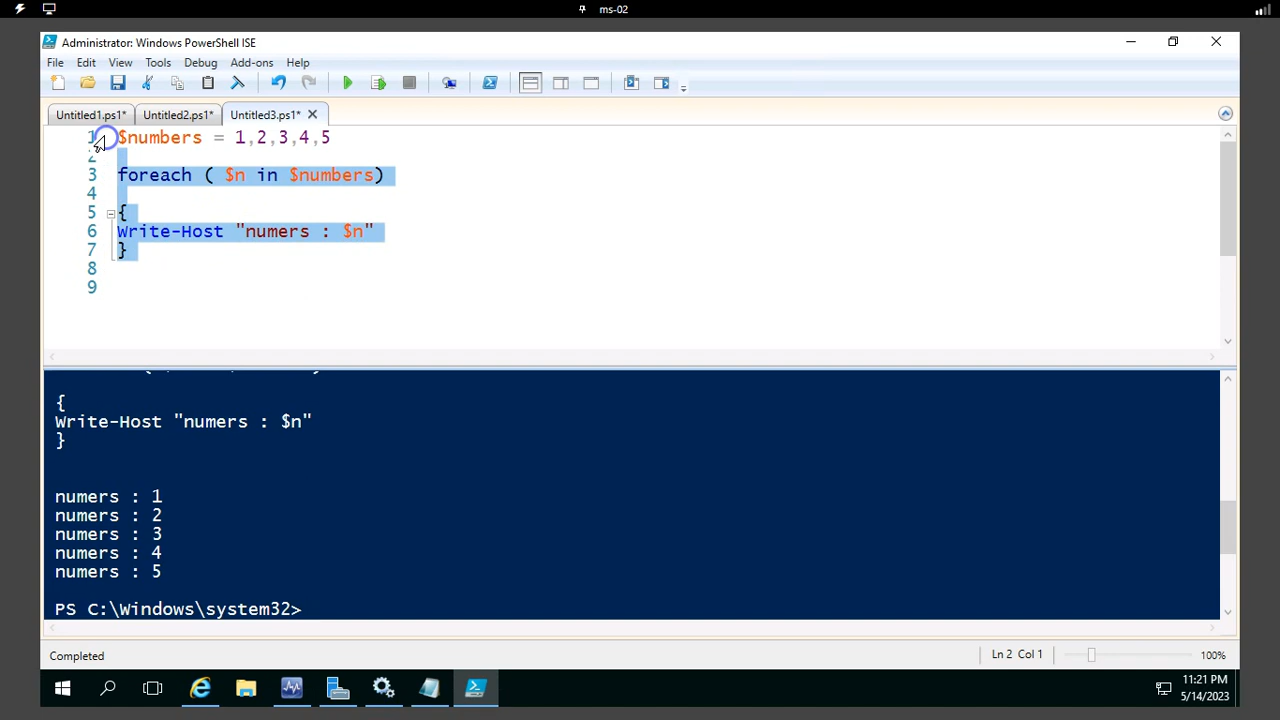 ms-02
Administrator: Windows PowerShell ISE
File Edit View Tools Debug Add-ons Help
Untitled1.ps1* Untitled2.ps1* Untitled3.ps1*
1 $numbers = 1,2,3,4,5
2
3 foreach ( $n in $numbers)
4
5 {
6 Write-Host "numers : $n"
7 }
8
9
{
Write-Host "numers : $n"
}
numers : 1
numers : 2
numers : 3
numers : 4
numers : 5
PS C:\Windows\system32>
Completed Ln 2 Col 1 100%
11:21 PM
5/14/2023